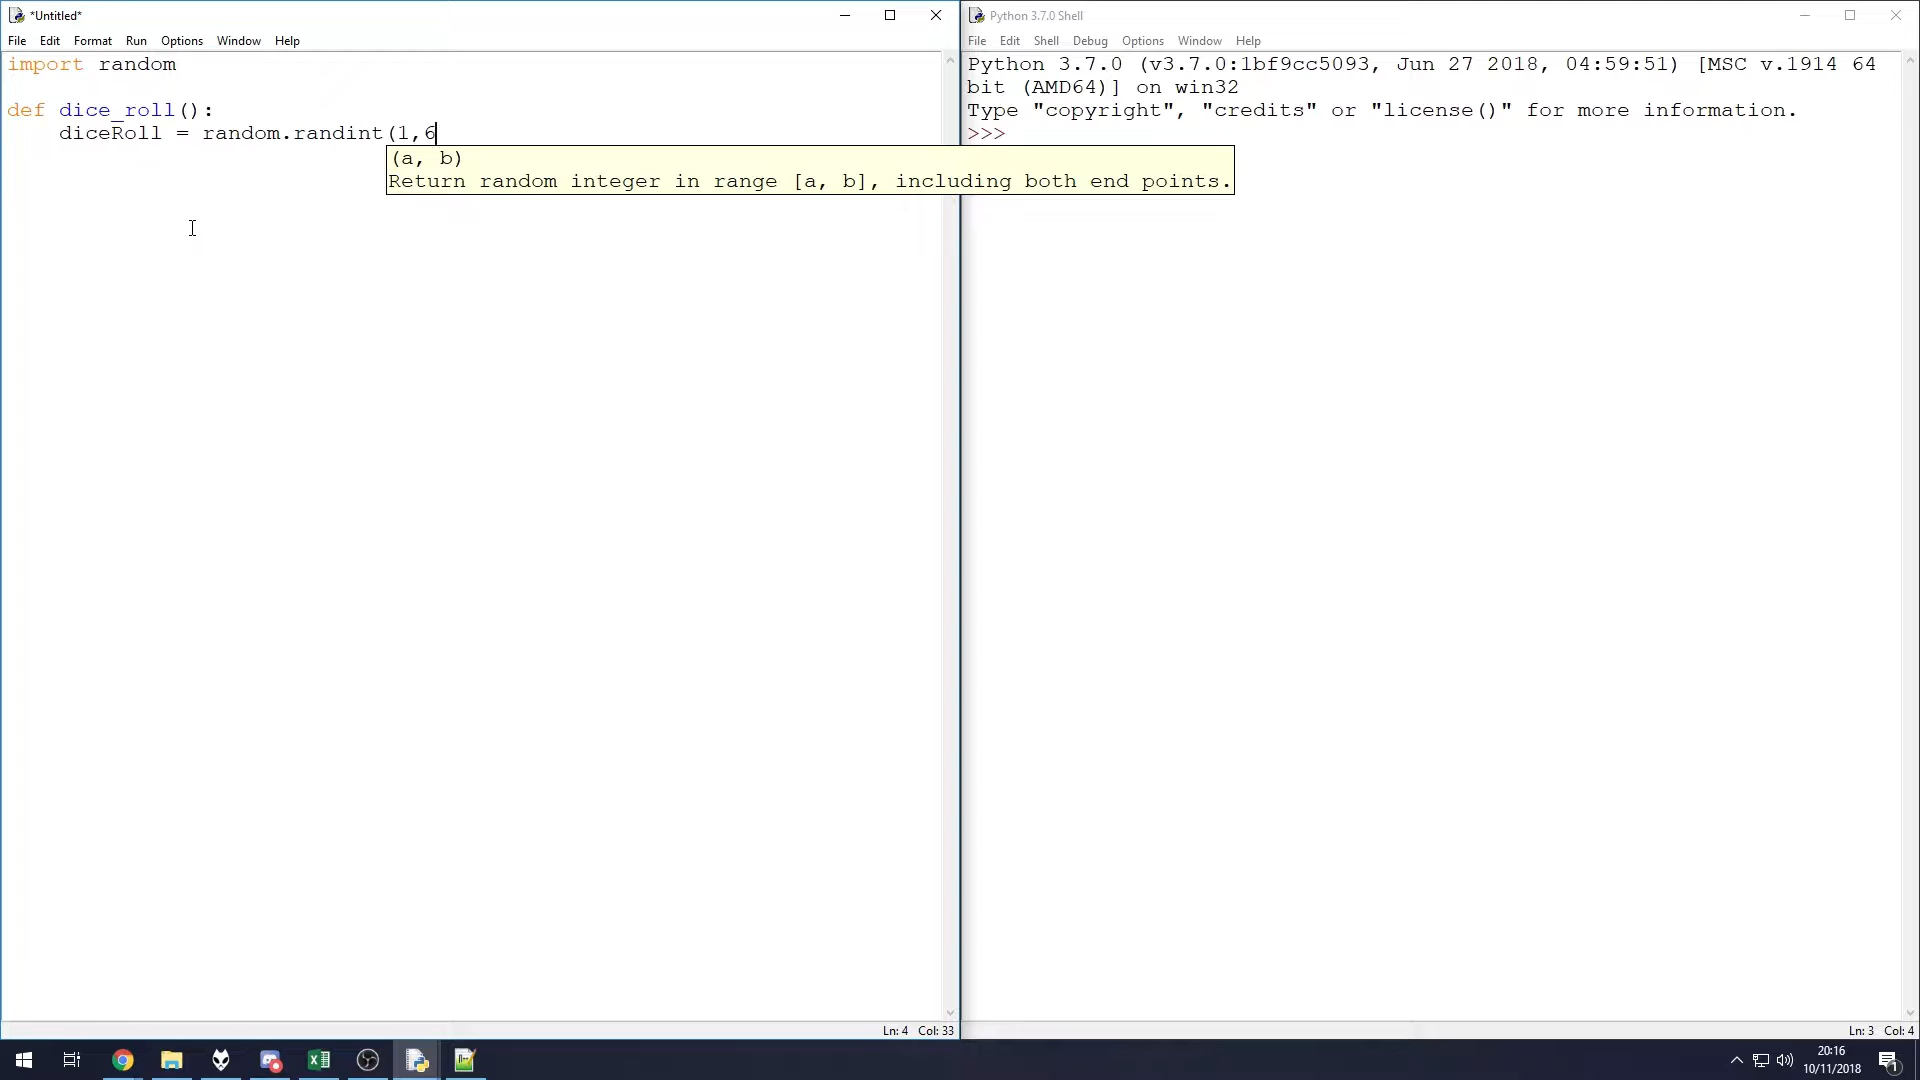 *Untitled*
File Edit Format Run Options Window Help
import random
def dice_roll():
    diceRoll = random.randint(1,6
(a, b)
Return random integer in range [a, b], including both end points.
Ln: 4 Col: 33
Python 3.7.0 Shell
File Edit Shell Debug Options Window Help
Python 3.7.0 (v3.7.0:1bf9cc5093, Jun 27 2018, 04:59:51) [MSC v.1914 64
bit (AMD64)] on win32
Type "copyright", "credits" or "license()" for more information.
>>>
Ln: 3 Col: 4
20:16
10/11/2018
1